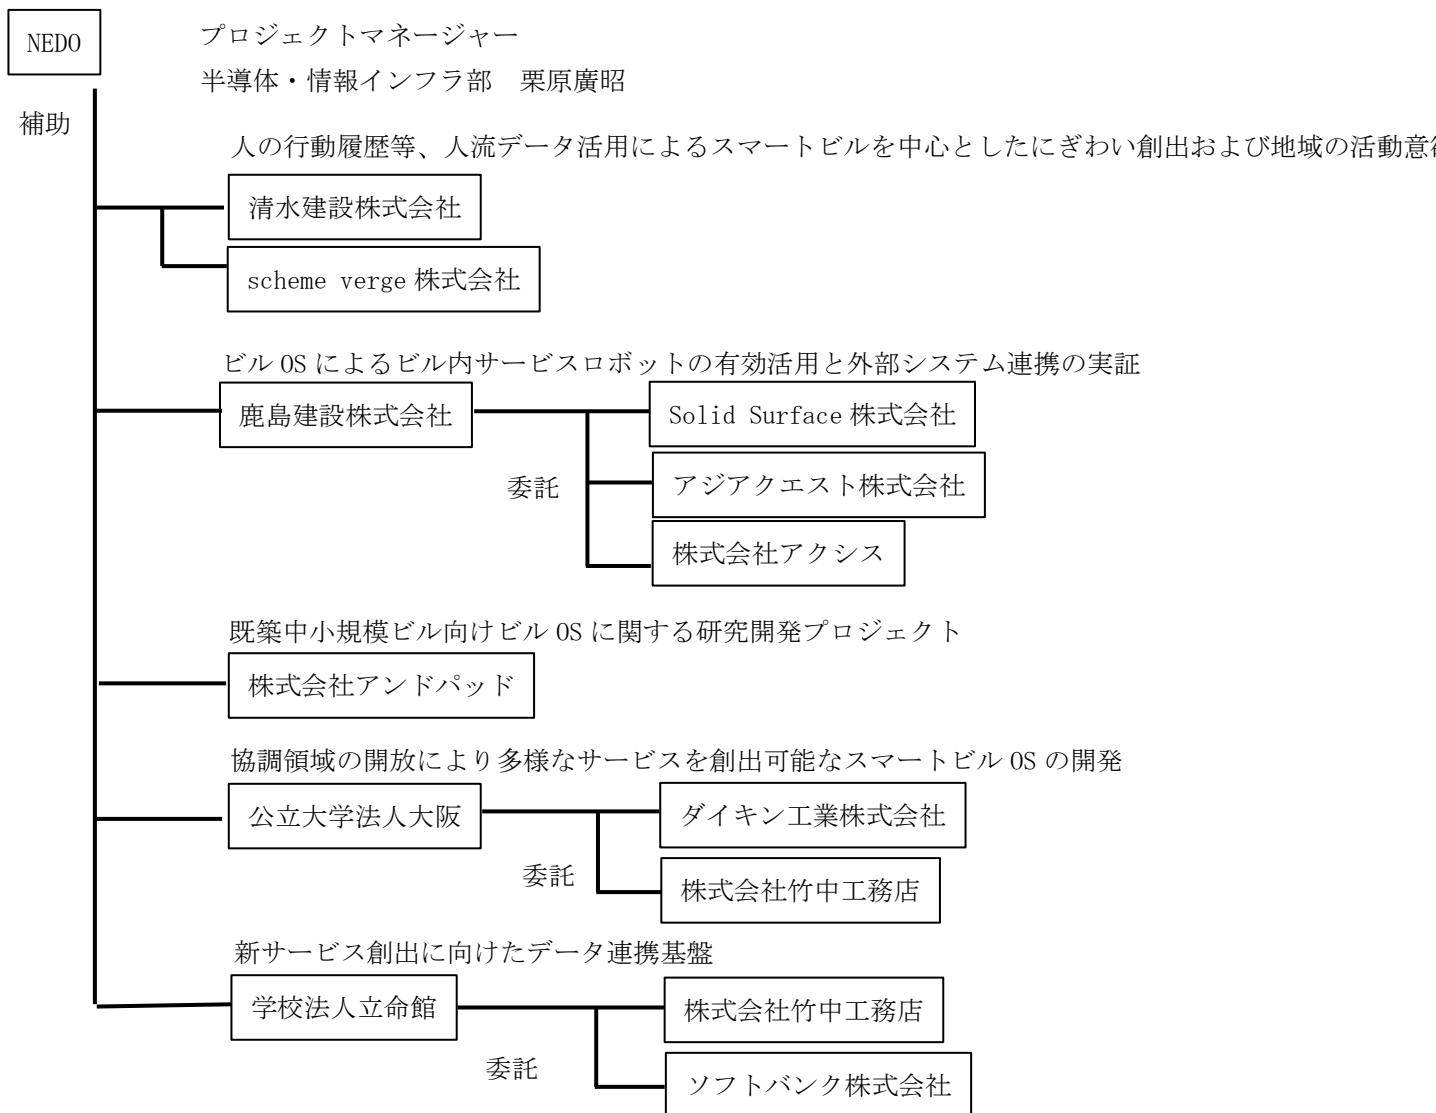 NEDO
プロジェクトマネージャー
半導体・情報インフラ部　栗原廣昭
補助
人の行動履歴等、人流データ活用によるスマートビルを中心としたにぎわい創出および地域の活動意
清水建設株式会社
scheme verge 株式会社
ビル OS によるビル内サービスロボットの有効活用と外部システム連携の実証
鹿島建設株式会社
Solid Surface 株式会社
委託
アジアクエスト株式会社
株式会社アクシス
既築中小規模ビル向けビル OS に関する研究開発プロジェクト
株式会社アンドパッド
協調領域の開放により多様なサービスを創出可能なスマートビル OS の開発
公立大学法人大阪
ダイキン工業株式会社
委託
株式会社竹中工務店
新サービス創出に向けたデータ連携基盤
学校法人立命館
株式会社竹中工務店
委託
ソフトバンク株式会社